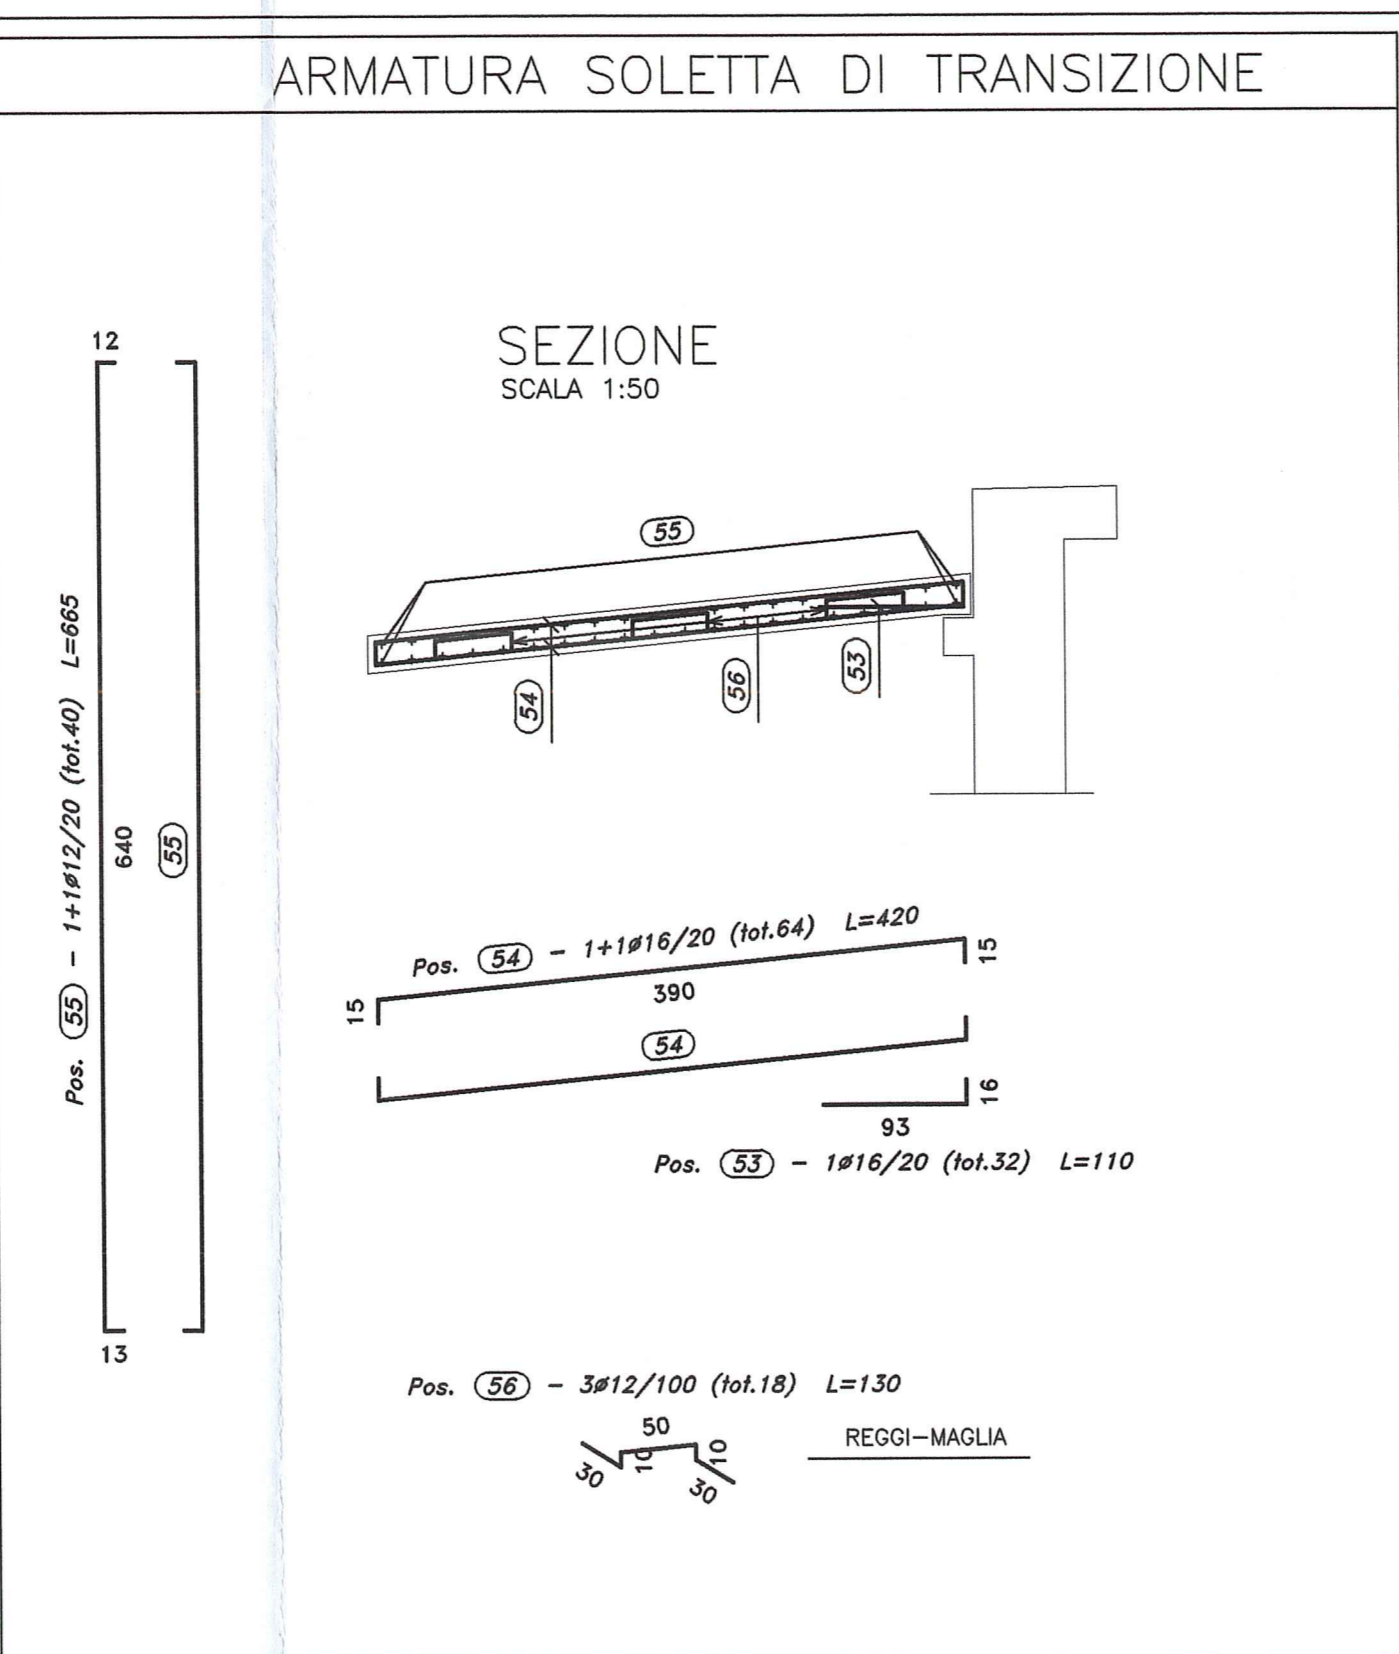 ARMATURA SOLETTA DI TRANSIZIONE
SEZIONE
SCALA 1:50
12
Pos. 55 - 1+1ø12/20 (tot.40) L=665
640
55
13
55
54
56
53
Pos. 54 - 1+1ø16/20 (tot.64) L=420
15
390
15
54
16
93
Pos. 53 - 1ø16/20 (tot.32) L=110
Pos. 56 - 3ø12/100 (tot.18) L=130
50
30
10
10
30
REGGI-MAGLIA